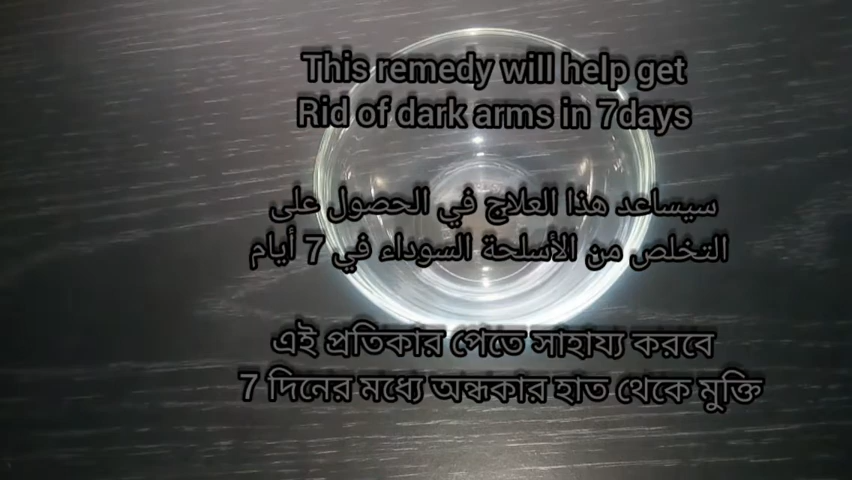 This remedy will help get
Rid of dark arms in 7days
سيساعد هذا العلاج في الحصول على
التخلص من الأسلحة السوداء في 7 أيام
এই প্রতিকার পেতে সাহায্য করবে
7 দিনের মধ্যে অন্ধকার হাত থেকে মুক্তি